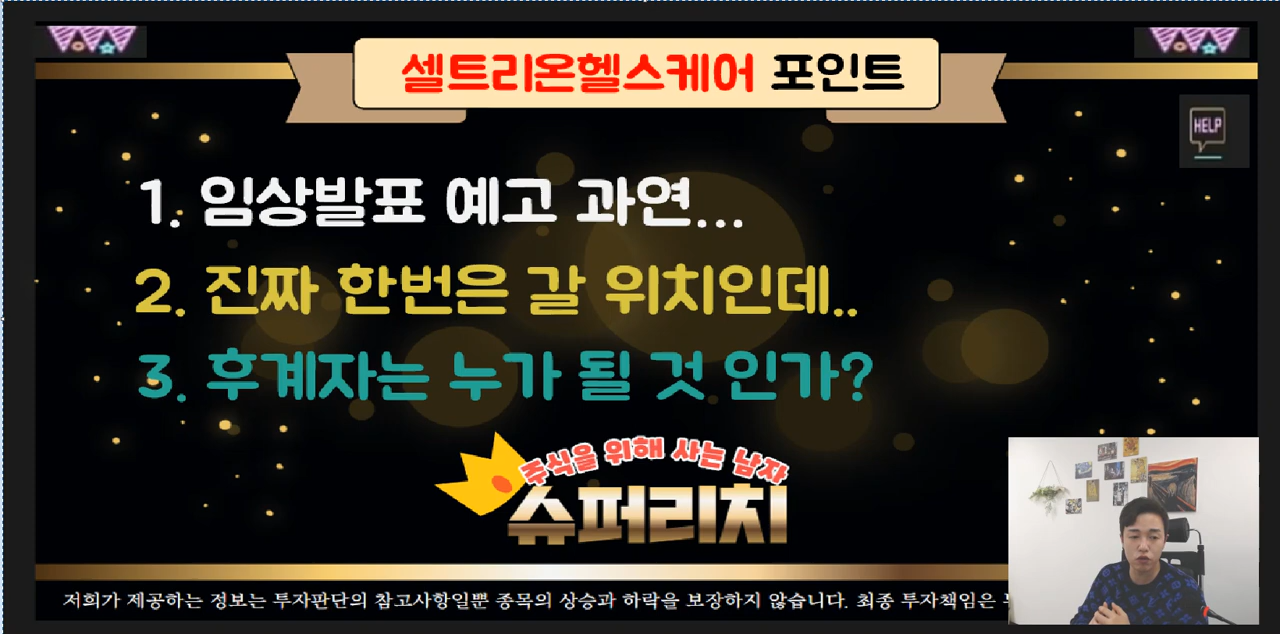 셀트리온헬스케어 포인트
HELP
1. 임상발표 예고 과연...
2. 진짜 한번은 갈 위치인데..
3. 후계자는 누가 될 것 인가?
주식을 위해 사는 남자
슈퍼리치
저희가 제공하는 정보는 투자판단의 참고사항일뿐 종목의 상승과 하락을 보장하지 않습니다. 최종 투자책임은